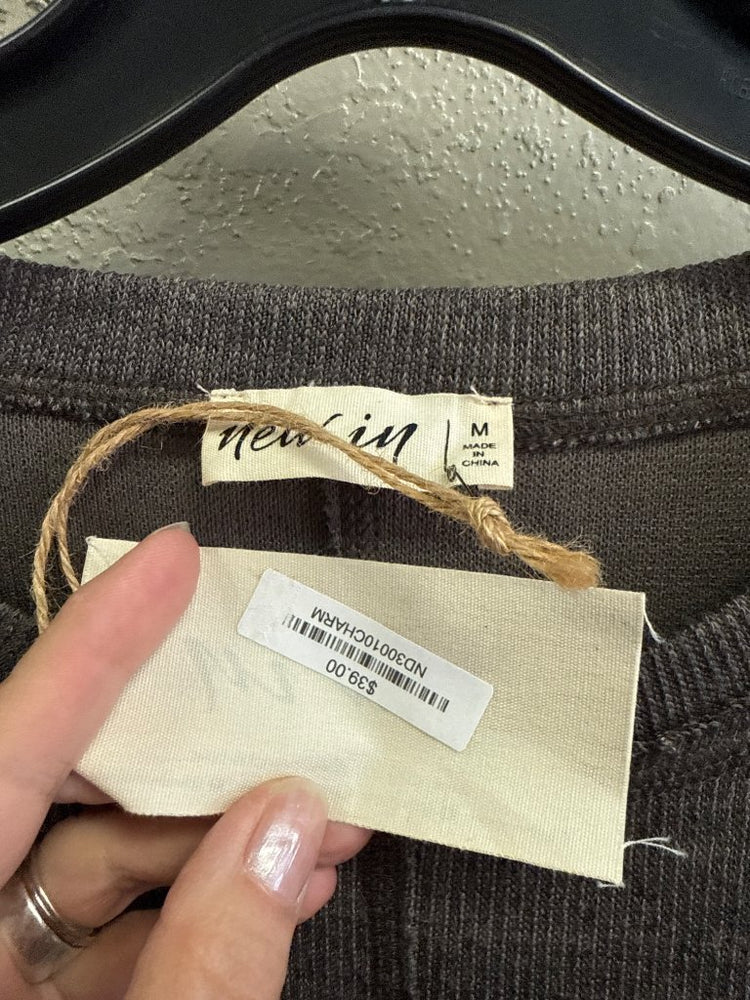 new in
M
MADE
IN
CHINA
$39.00
ND30010CHARM